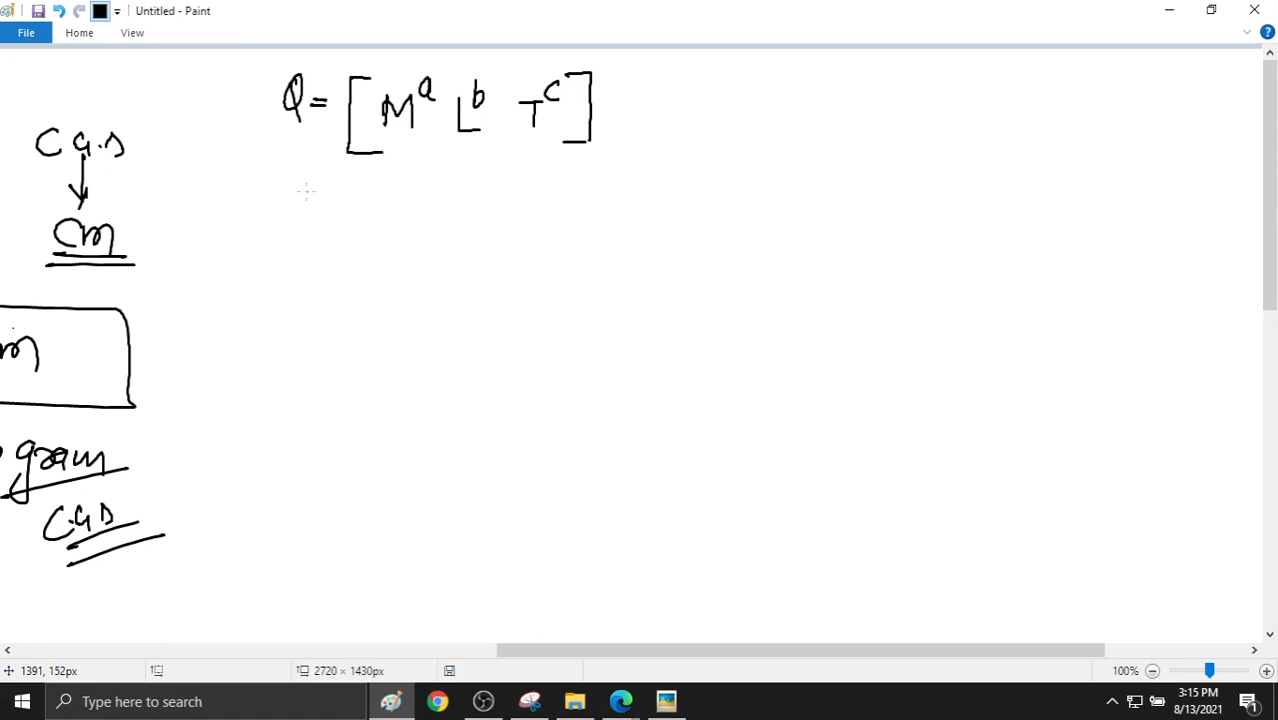 Untitled - Paint
File Home View
Q = [M^a L^b T^c]
C G.S
Cm
m
gram
C.G.S
1391, 152px
2720 × 1430px
100%
Type here to search
3:15 PM
8/13/2021
1